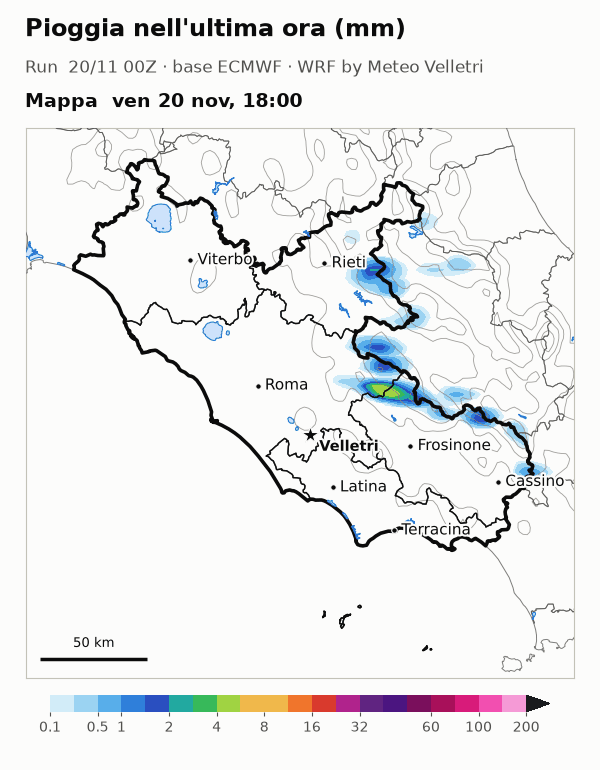 Pioggia nell'ultima ora (mm)
Run  20/11 00Z · base ECMWF · WRF by Meteo Velletri
Mappa  ven 20 nov, 18:00
Viterbo
Rieti
Roma
Velletri
Frosinone
Latina
Cassino
Terracina
50 km
0.1 0.5 1 2 4 8 16 32 60 100 200